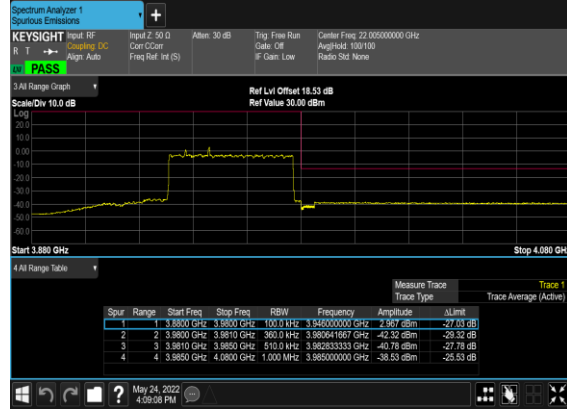 Spectrum Analyzer 1
Spurious Emissions
KEYSIGHT
R T
LXI
PASS
Input: RF
Coupling: DC
Align: Auto
Input Z: 50 Ω
Corr CCorr
Freq Ref: Int (S)
Atten: 30 dB
Trig: Free Run
Gate: Off
IF Gain: Low
Center Freq: 22.005000000 GHz
Avg|Hold: 100/100
Radio Std: None
3 All Range Graph
Scale/Div 10.0 dB
Ref Lvl Offset 18.53 dB
Ref Value 30.00 dBm
Log
20.0
10.0
0.00
-10.0
-20.0
-30.0
-40.0
-50.0
-60.0
Start 3.880 GHz
Stop 4.080 GHz
4 All Range Table
Measure Trace Trace 1
Trace Type Trace Average (Active)
Spur Range Start Freq Stop Freq RBW Frequency Amplitude ΔLimit
1 1 3.8800 GHz 3.9800 GHz 100.0 kHz 3.946000000 GHz 2.967 dBm -27.03 dB
2 2 3.9800 GHz 3.9810 GHz 360.0 kHz 3.980641667 GHz -42.32 dBm -29.32 dB
3 3 3.9810 GHz 3.9850 GHz 510.0 kHz 3.982833333 GHz -40.78 dBm -27.78 dB
4 4 3.9850 GHz 4.0800 GHz 1.000 MHz 3.985000000 GHz -38.53 dBm -25.53 dB
?
May 24, 2022
4:09:08 PM